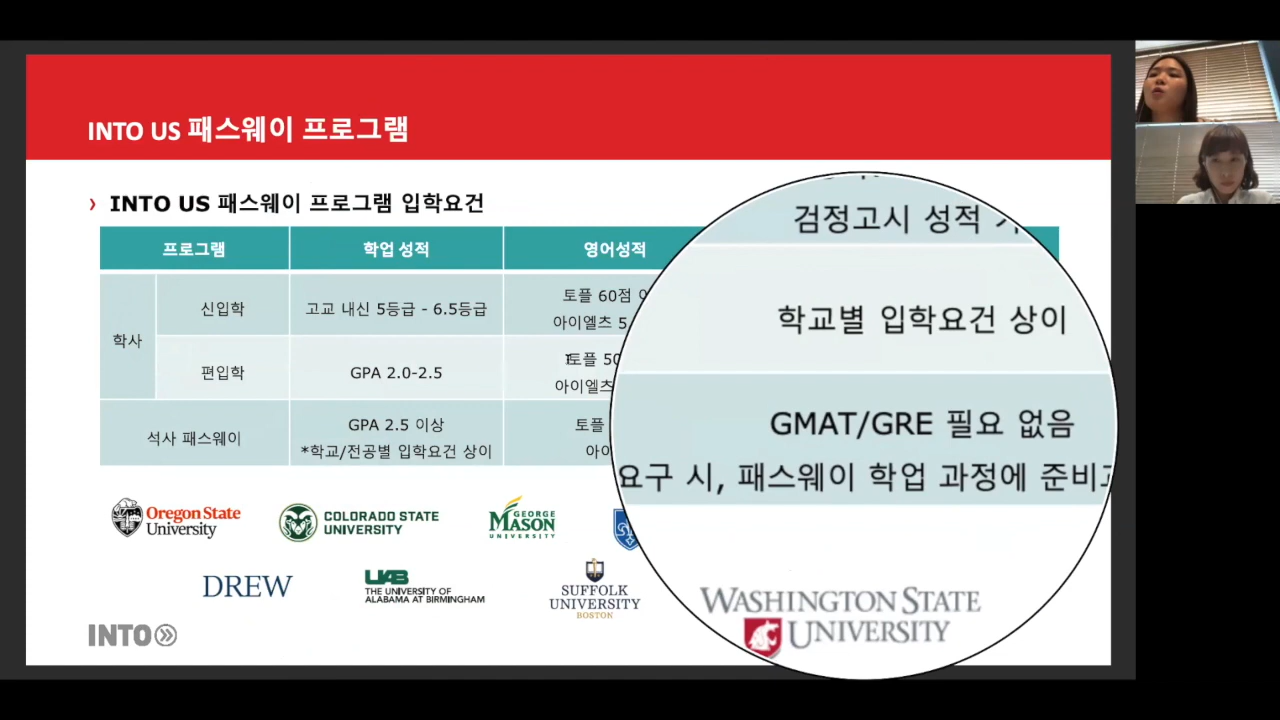 INTO US 패스웨이 프로그램
› INTO US 패스웨이 프로그램 입학요건
프로그램 학업 성적 영어성적
검정고시 성적
학사
신입학 고교 내신 5등급 - 6.5등급
토플 60점
아이엘츠 5
학교별 입학요건 상이
편입학 GPA 2.0-2.5
토플 50
아이엘츠
석사 패스웨이
GPA 2.5 이상
*학교/전공별 입학요건 상이
토플
GMAT/GRE 필요 없음
요구 시, 패스웨이 학업 과정에 준비
Oregon State
University
COLORADO STATE
UNIVERSITY
GEORGE
MASON
UNIVERSITY
DREW
UAB
THE UNIVERSITY OF
ALABAMA AT BIRMINGHAM
SUFFOLK
UNIVERSITY
BOSTON
WASHINGTON STATE
UNIVERSITY
INTO